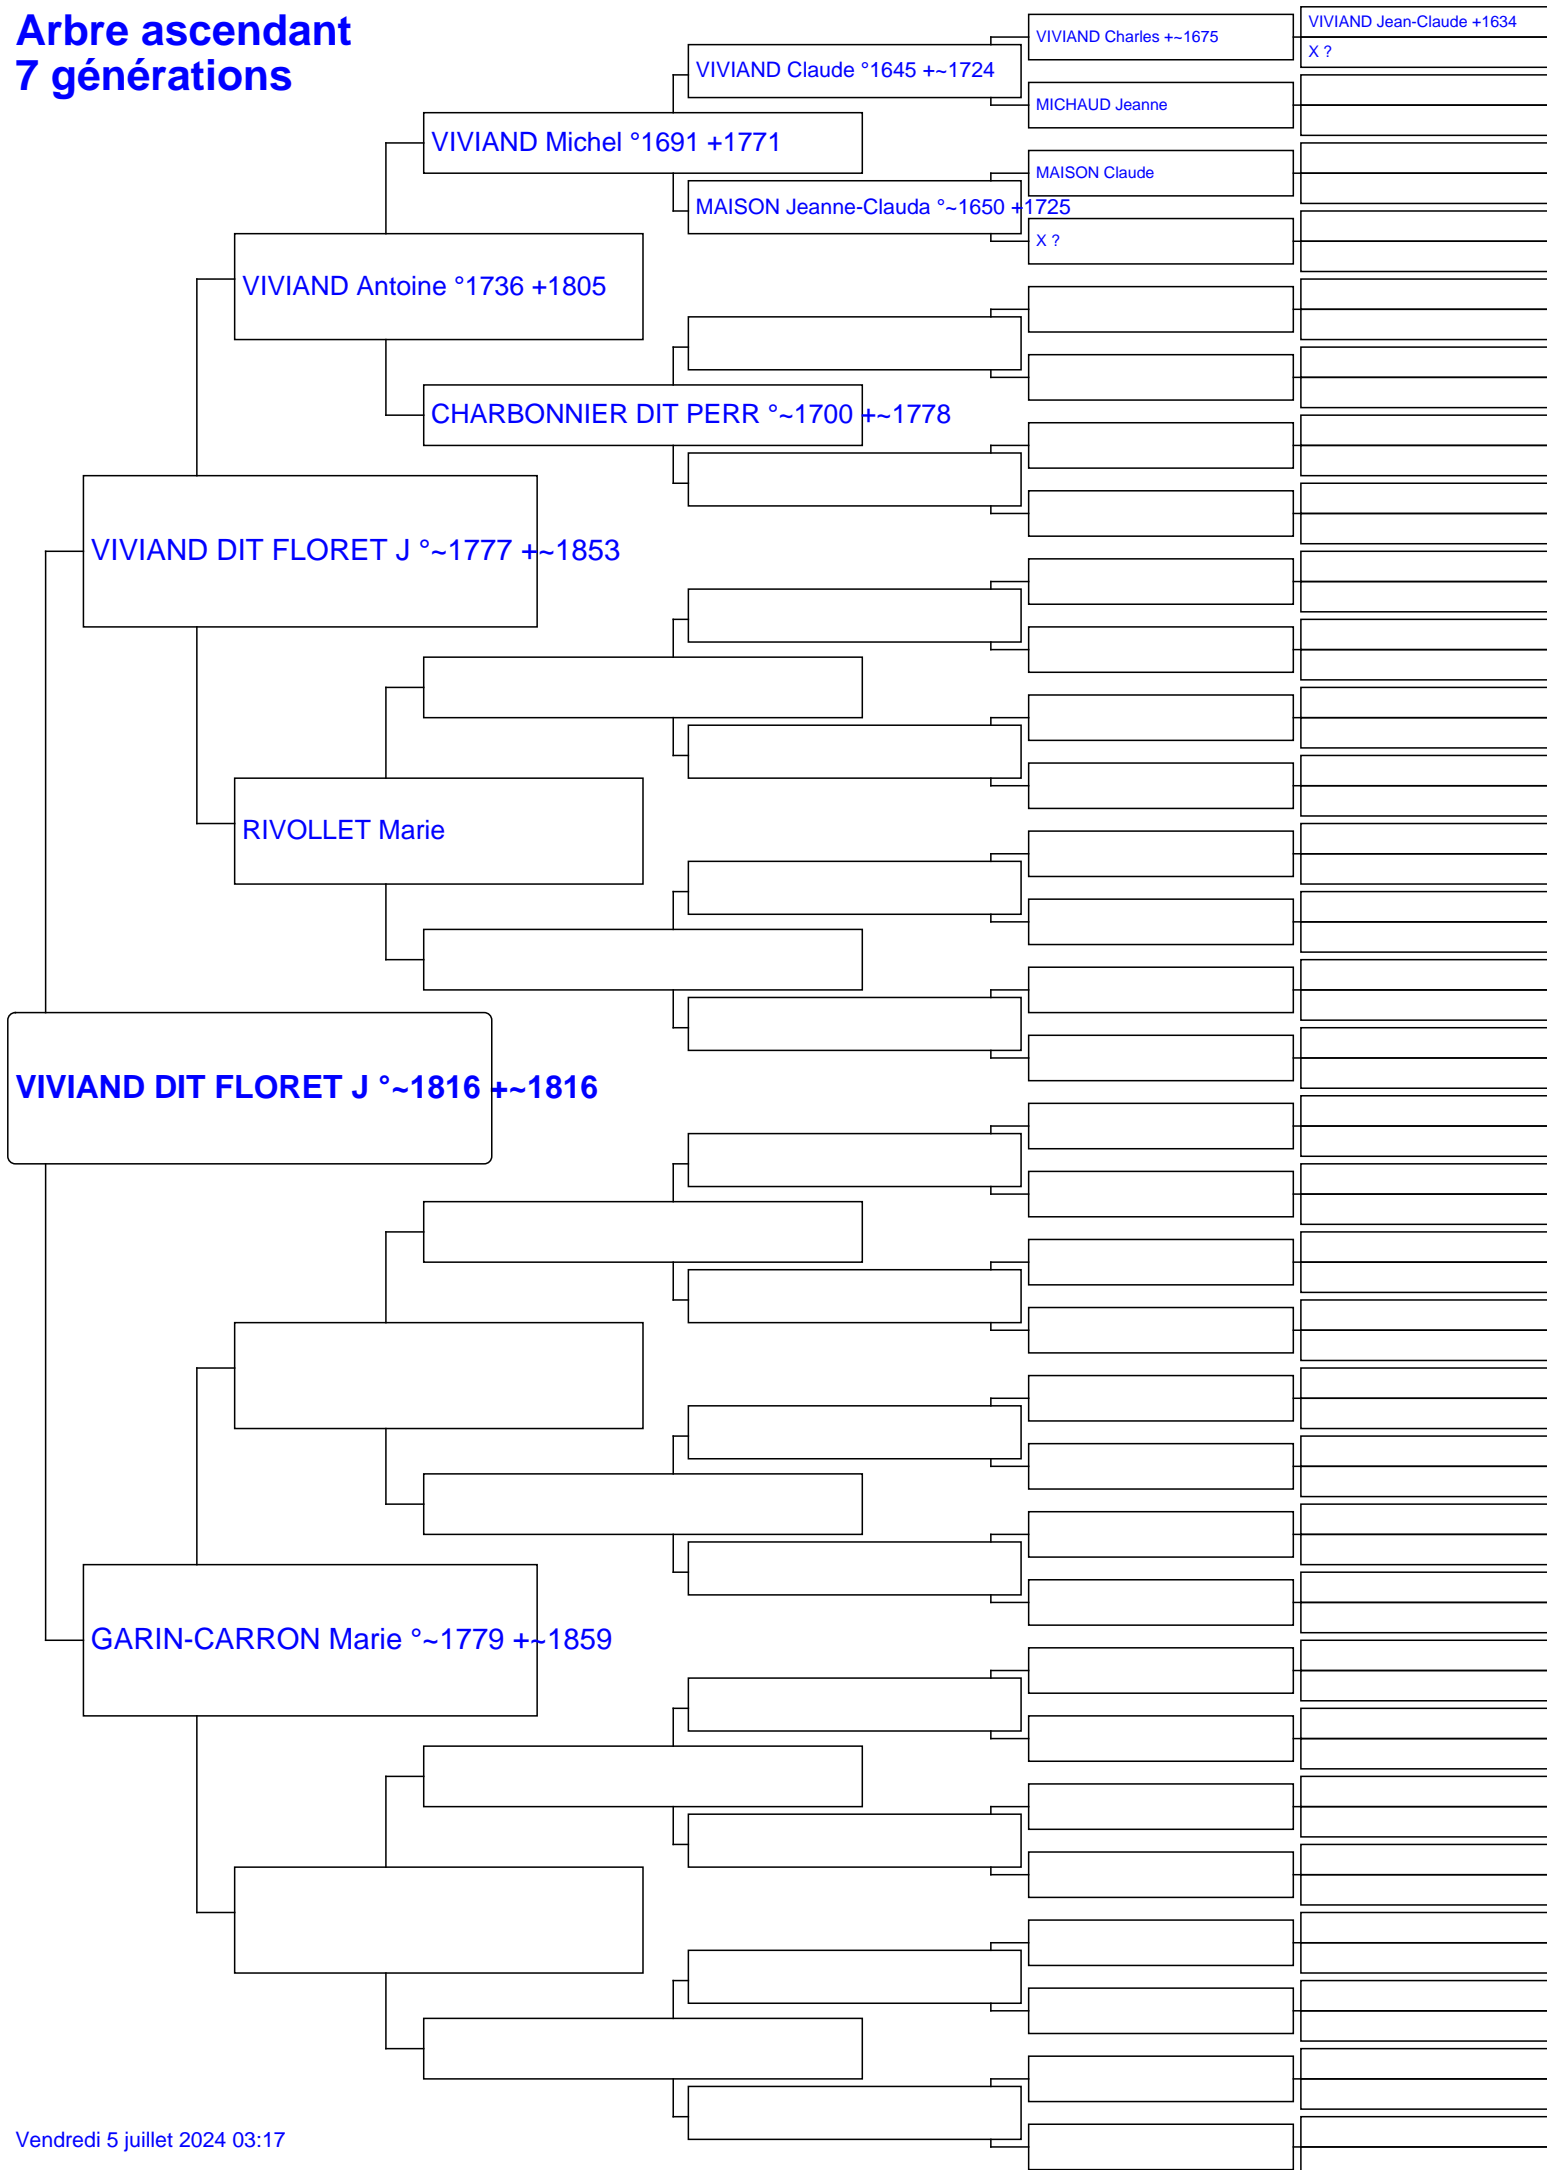 Arbre ascendant
7 générations
VIVIAND Jean-Claude +1634
X ?
VIVIAND Charles +~1675
VIVIAND Claude °1645 +~1724
MICHAUD Jeanne
VIVIAND Michel °1691 +1771
MAISON Claude
MAISON Jeanne-Clauda °~1650 +1725
X ?
VIVIAND Antoine °1736 +1805
CHARBONNIER DIT PERR °~1700 +~1778
VIVIAND DIT FLORET J °~1777 +~1853
RIVOLLET Marie
VIVIAND DIT FLORET J °~1816 +~1816
GARIN-CARRON Marie °~1779 +~1859
Vendredi 5 juillet 2024 03:17